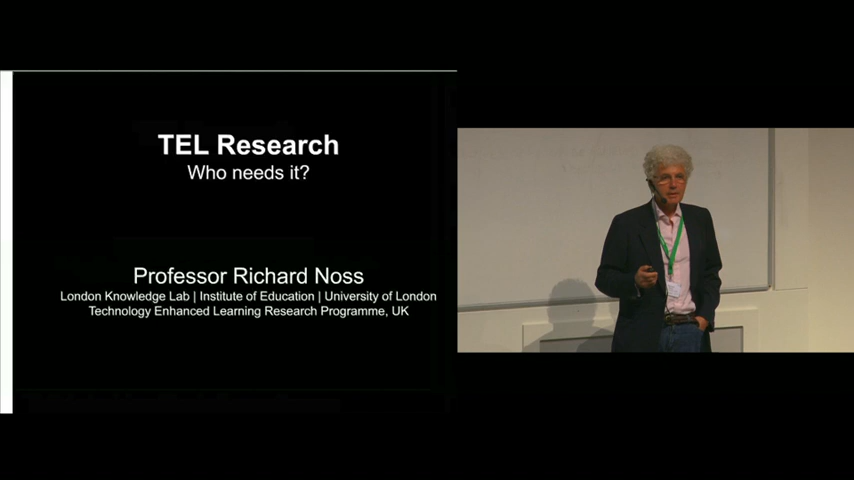 TEL Research
Who needs it?
Professor Richard Noss
London Knowledge Lab | Institute of Education | University of London
Technology Enhanced Learning Research Programme, UK